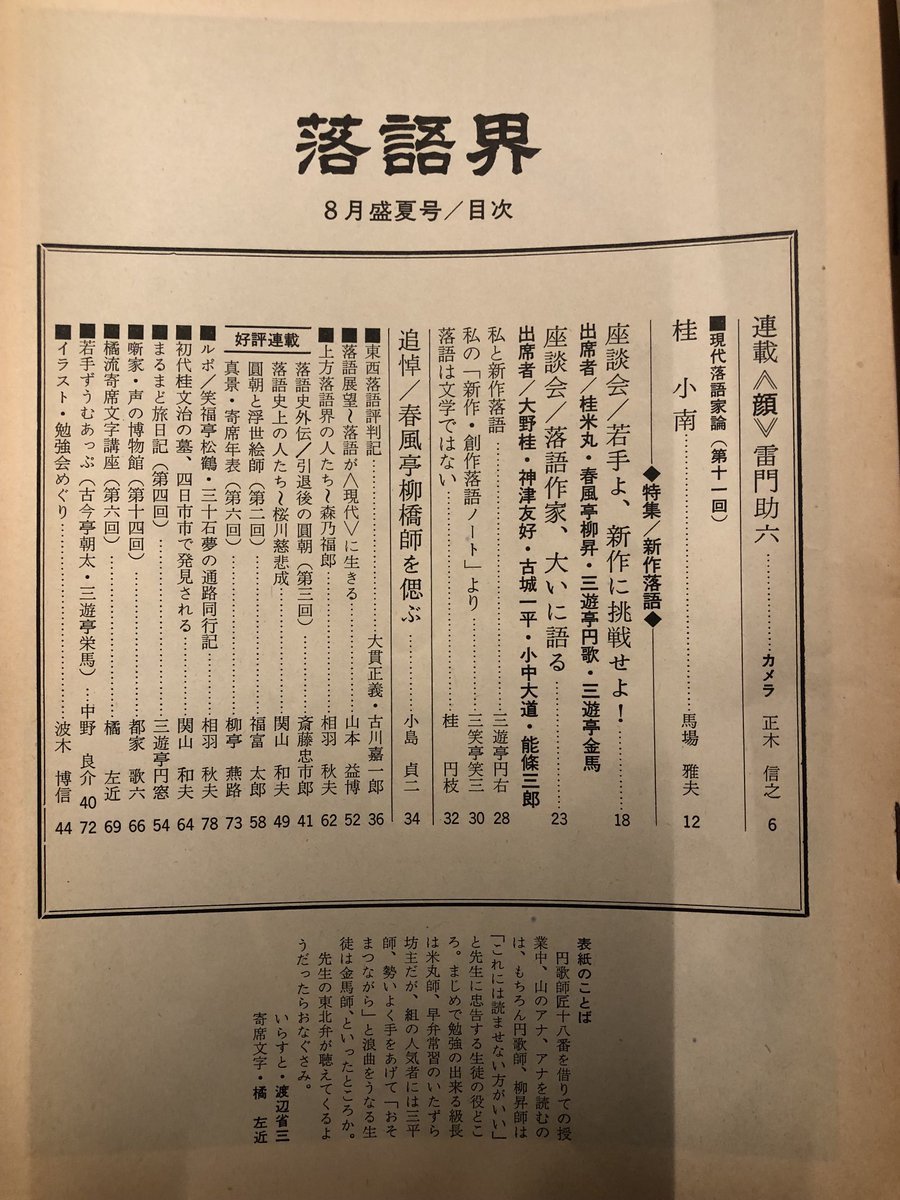 落語界
8月盛夏号/目次
連載《顔》雷門助六…………カメラ 正木 信之 6
■現代落語家論(第十一回)
桂 小南…………馬場 雅夫 12
◆特集/新作落語◆
座談会/若手よ、新作に挑戦せよ!…………18
出席者/桂米丸・春風亭柳昇・三遊亭円歌・三遊亭金馬
座談会/落語作家、大いに語る…………23
出席者/大野桂・神津友好・古城一平・小中大道・能條三郎
私と新作落語…………三遊亭円右 28
私の「新作・創作落語ノート」より…………三笑亭笑三 30
落語は文学ではない…………桂 円枝 32
追悼/春風亭柳橋師を偲ぶ…………小島 貞二 34
■東西落語評判記…………大貫正義・古川嘉一郎 36
■落語展望~落語が〈現代〉に生きる…………山本 益博 52
■上方落語界の人たち~森乃福郎…………相羽 秋夫 62
好評連載
落語史外伝/引退後の圓朝(第三回)…………斎藤忠市郎 41
落語史上の人たち~桜川慈悲成…………関山 和夫 49
圓朝と浮世絵師(第二回)…………福富 太郎 58
真景・寄席年表(第六回)…………柳亭 燕路 73
■ルポ/笑福亭松鶴・三十石夢の通路同行記…………相羽 秋夫 78
■初代桂文治の墓、四日市市で発見される…………関山 和夫 64
■まるまど旅日記(第四回)…………三遊亭円窓 54
■噺家・声の博物館(第十四回)…………都家 歌六 66
■橘流寄席文字講座(第六回)…………橘 左近 69
■若手ずうむあっぷ(古今亭朝太・三遊亭栄馬)…中野 良介 40 72
■イラスト・勉強会めぐり…………波木 博信 44
表紙のことば
円歌師匠十八番を借りての授
業中、山のアナ、アナを読むの
は、もちろん円歌師、柳昇師は
「これには読ませない方がいい」
と先生に忠告する生徒の役とこ
ろ。まじめで勉強の出来る級長
は米丸師、早弁常習のいたずら
坊主だが、組の人気者には三平
師、勢いよく手をあげて「おそ
まつながら」と浪曲をうなる生
徒は金馬師、といったところか。
先生の東北弁が聴えてくるよ
うだったらおなぐさみ。
いらすと・渡辺省三
寄席文字・橘 左近